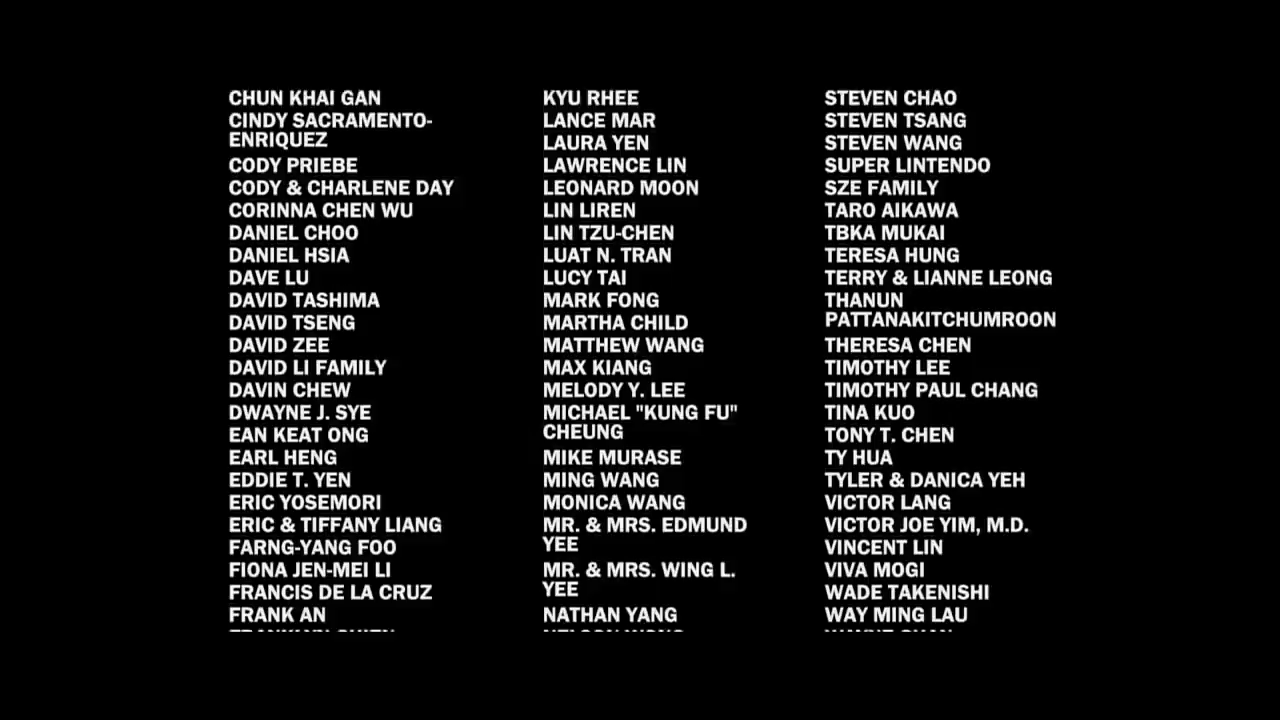 CHUN KHAI GAN
CINDY SACRAMENTO-
ENRIQUEZ
CODY PRIEBE
CODY & CHARLENE DAY
CORINNA CHEN WU
DANIEL CHOO
DANIEL HSIA
DAVE LU
DAVID TASHIMA
DAVID TSENG
DAVID ZEE
DAVID LI FAMILY
DAVIN CHEW
DWAYNE J. SYE
EAN KEAT ONG
EARL HENG
EDDIE T. YEN
ERIC YOSEMORI
ERIC & TIFFANY LIANG
FARNG-YANG FOO
FIONA JEN-MEI LI
FRANCIS DE LA CRUZ
FRANK AN
KYU RHEE
LANCE MAR
LAURA YEN
LAWRENCE LIN
LEONARD MOON
LIN LIREN
LIN TZU-CHEN
LUAT N. TRAN
LUCY TAI
MARK FONG
MARTHA CHILD
MATTHEW WANG
MAX KIANG
MELODY Y. LEE
MICHAEL "KUNG FU"
CHEUNG
MIKE MURASE
MING WANG
MONICA WANG
MR. & MRS. EDMUND
YEE
MR. & MRS. WING L.
YEE
NATHAN YANG
STEVEN CHAO
STEVEN TSANG
STEVEN WANG
SUPER LINTENDO
SZE FAMILY
TARO AIKAWA
TBKA MUKAI
TERESA HUNG
TERRY & LIANNE LEONG
THANUN
PATTANAKITCHUMROON
THERESA CHEN
TIMOTHY LEE
TIMOTHY PAUL CHANG
TINA KUO
TONY T. CHEN
TY HUA
TYLER & DANICA YEH
VICTOR LANG
VICTOR JOE YIM, M.D.
VINCENT LIN
VIVA MOGI
WADE TAKENISHI
WAY MING LAU